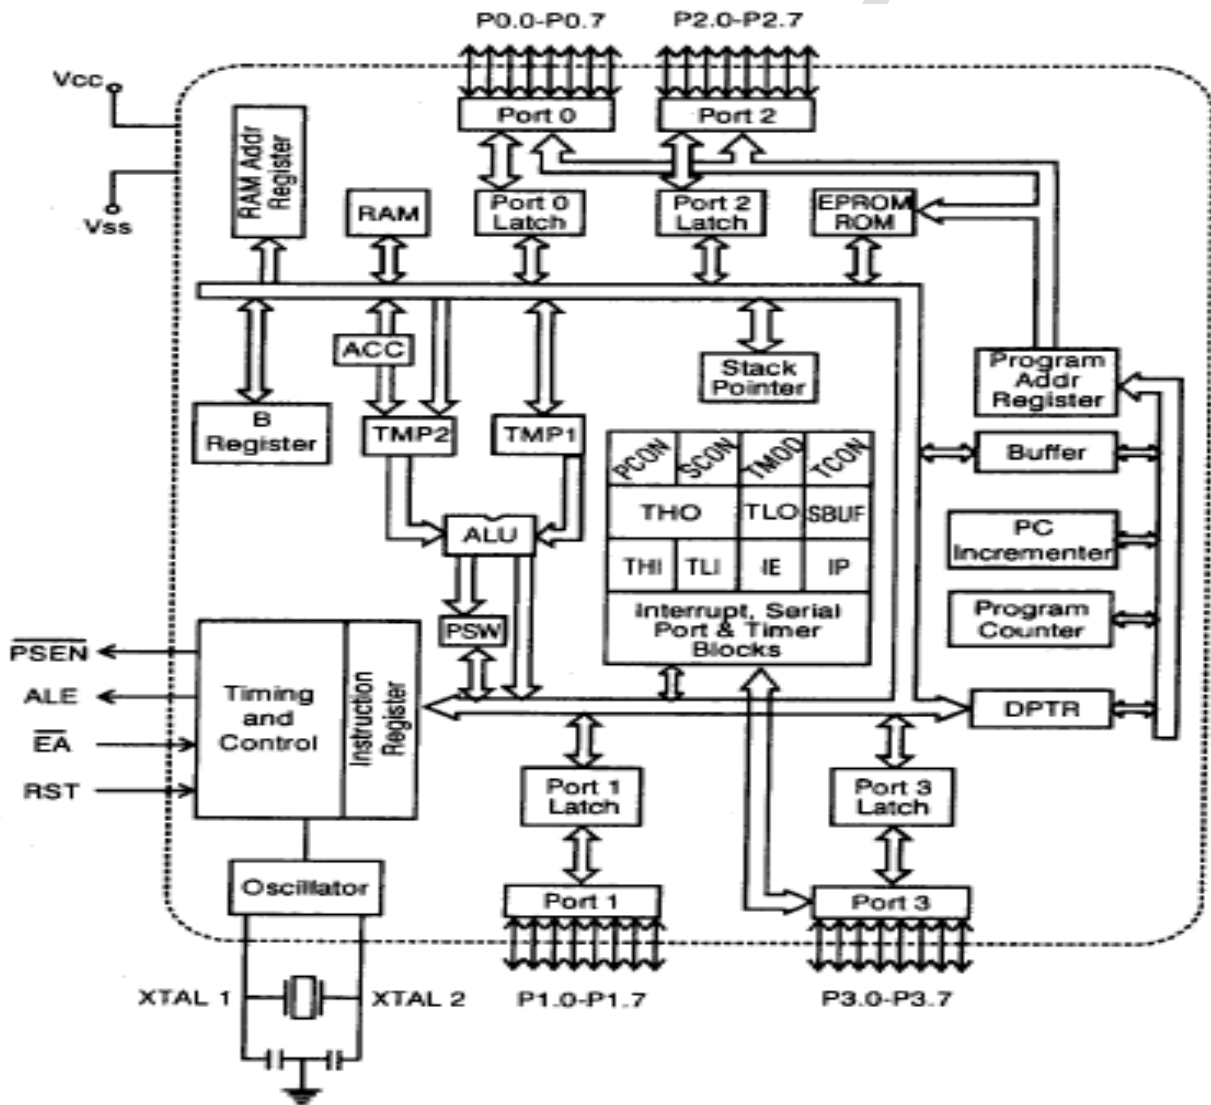 P0.0-P0.7
P2.0-P2.7
Vcc
Vss
Port 0
Port 2
RAM Addr
Register
RAM
Port 0
Latch
Port 2
Latch
EPROM
ROM
ACC
Stack
Pointer
Program
Addr
Register
B
Register
TMP2
TMP1
Buffer
PCON
SCON
TMOD
TCON
THO
TLO
SBUF
THI
TLI
IE
IP
Interrupt, Serial
Port & Timer
Blocks
ALU
PC
Incrementer
PSW
Program
Counter
PSEN
ALE
EA
RST
Timing
and
Control
Instruction
Register
DPTR
Port 1
Latch
Port 3
Latch
Oscillator
Port 1
Port 3
XTAL 1
XTAL 2
P1.0-P1.7
P3.0-P3.7